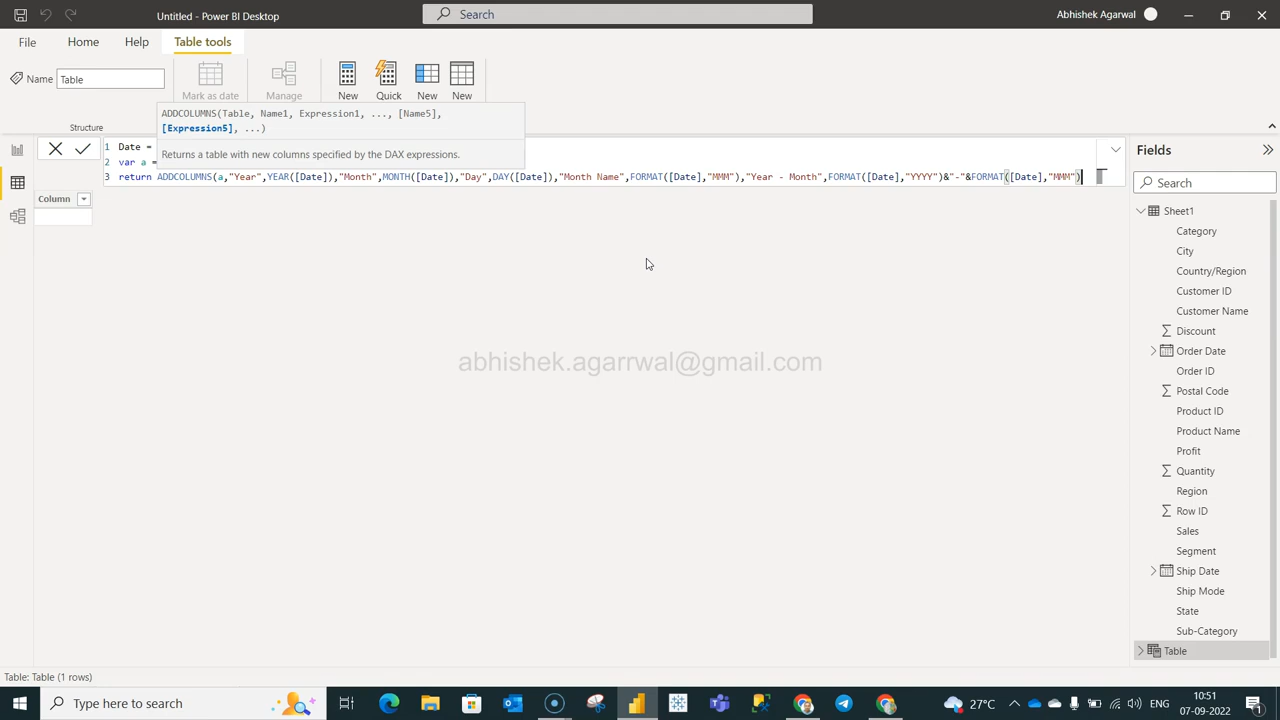 Untitled - Power BI Desktop
Search
Abhishek Agarwal
File
Home
Help
Table tools
Name
Table
Mark as date
Manage
New
Quick
New
New
Structure
ADDCOLUMNS(Table, Name1, Expression1, ..., [Name5],
[Expression5], ...)
Returns a table with new columns specified by the DAX expressions.
1 Date =
2 var a =
3 return ADDCOLUMNS(a,"Year",YEAR([Date]),"Month",MONTH([Date]),"Day",DAY([Date]),"Month Name",FORMAT([Date],"MMM"),"Year - Month",FORMAT([Date],"YYYY")&"-"&FORMAT([Date],"MMM")
Column
Fields
Search
Sheet1
Category
City
Country/Region
Customer ID
Customer Name
Discount
Order Date
Order ID
Postal Code
Product ID
Product Name
Profit
Quantity
Region
Row ID
Sales
Segment
Ship Date
Ship Mode
State
Sub-Category
Table
abhishek.agarrwal@gmail.com
Table: Table (1 rows)
Type here to search
27°C
ENG
10:51
07-09-2022
1